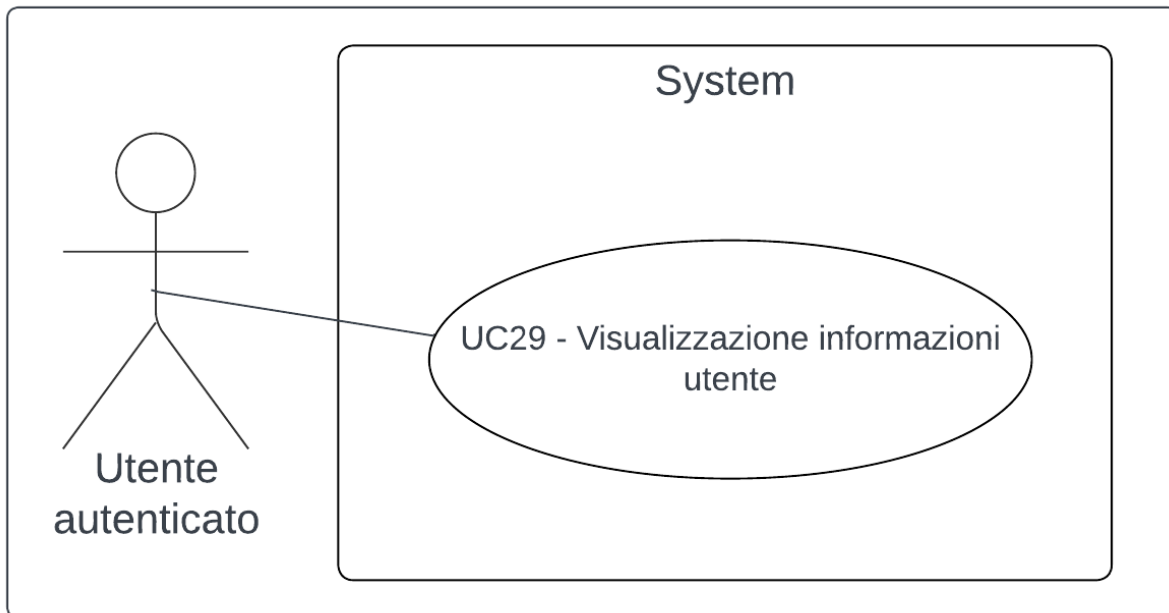 System
UC29 - Visualizzazione informazioni
utente
Utente
autenticato